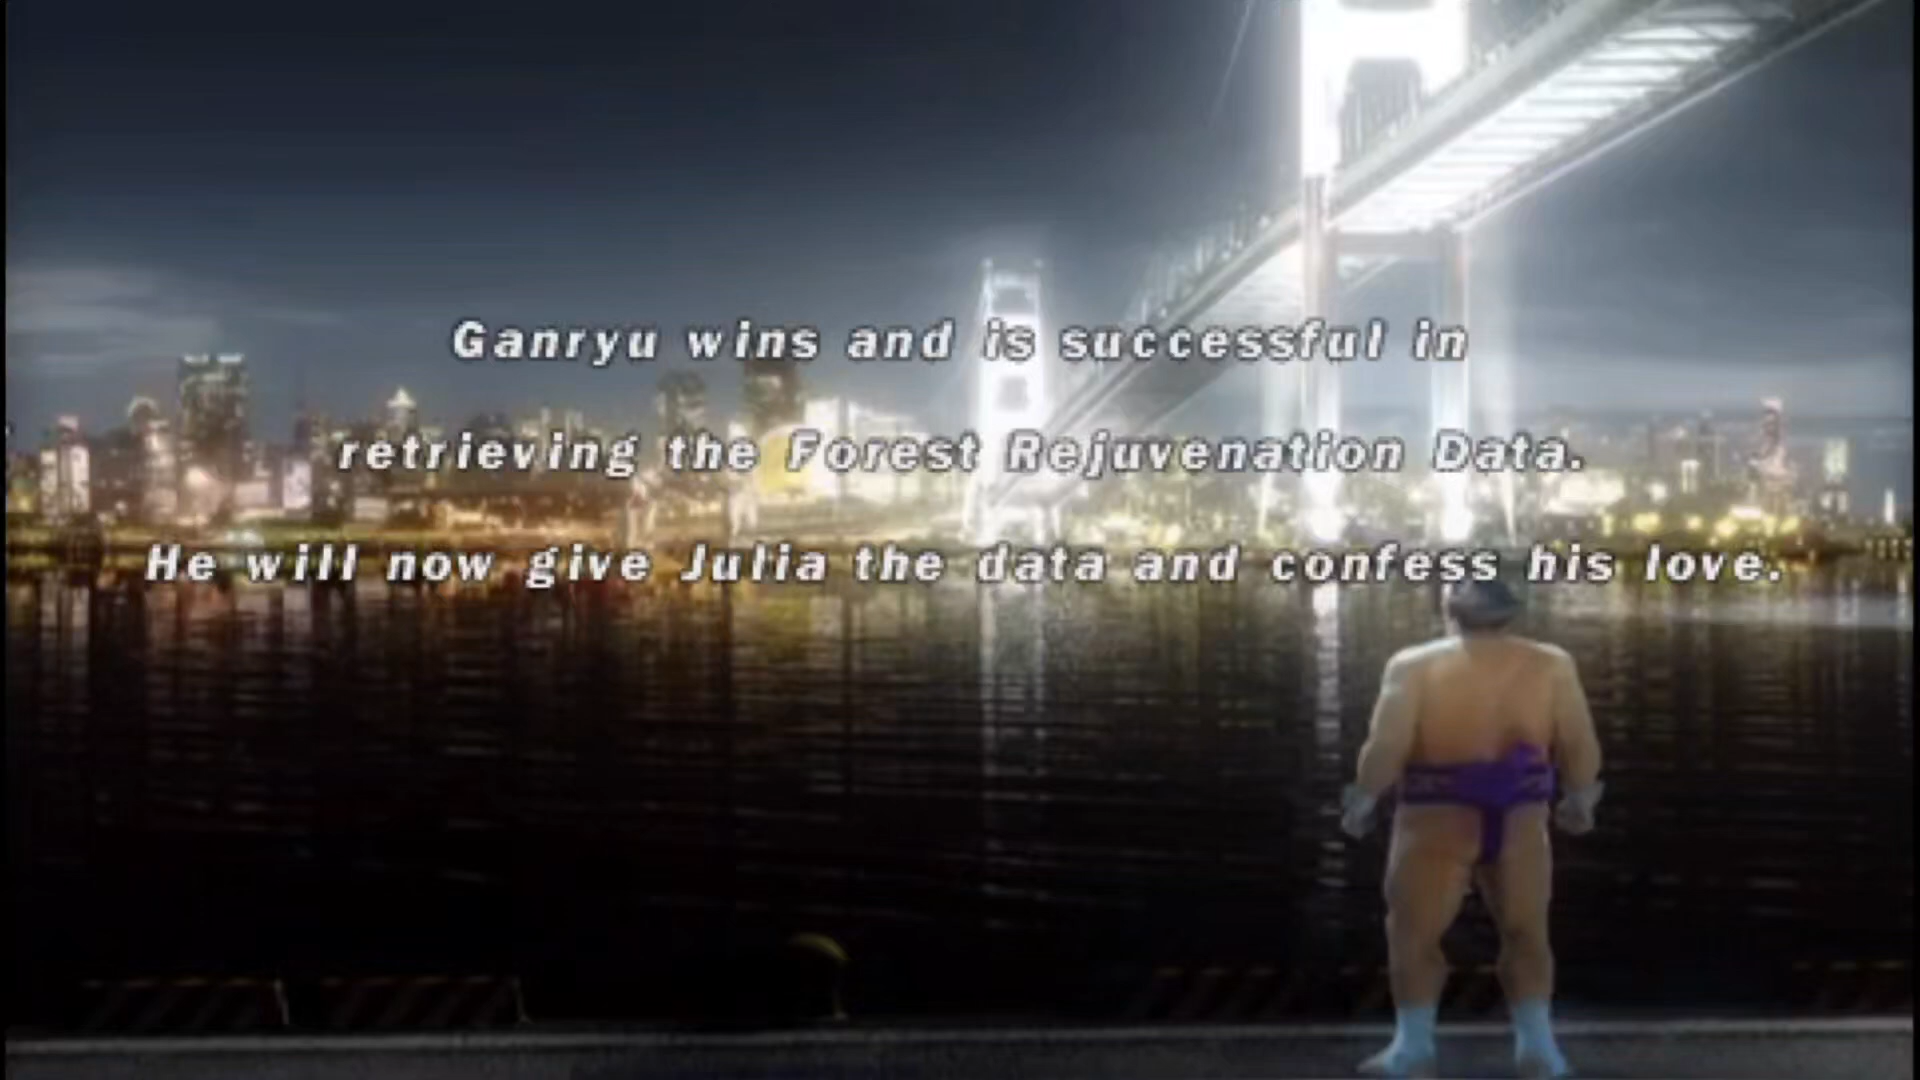 Ganryu wins and is successful in
retrieving the Forest Rejuvenation Data.
He will now give Julia the data and confess his love.